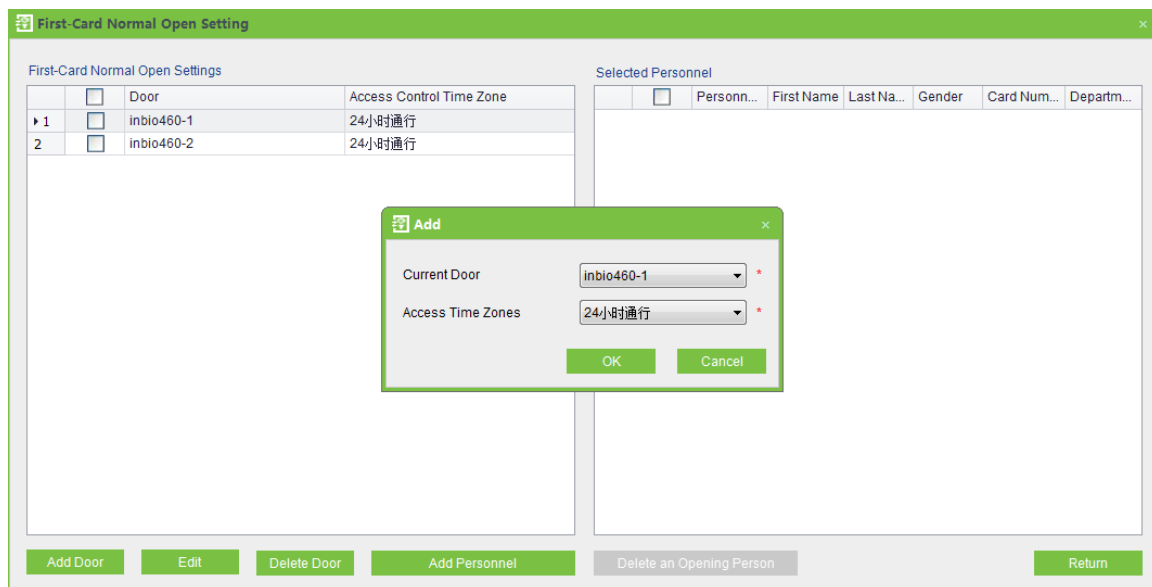 First-Card Normal Open Setting
First-Card Normal Open Settings
Door Access Control Time Zone
1 inbio460-1 24小时通行
2 inbio460-2 24小时通行
Selected Personnel
Personn... First Name Last Na... Gender Card Num... Departm...
Add
Current Door inbio460-1 *
Access Time Zones 24小时通行 *
OK Cancel
Add Door Edit Delete Door Add Personnel Delete an Opening Person Return